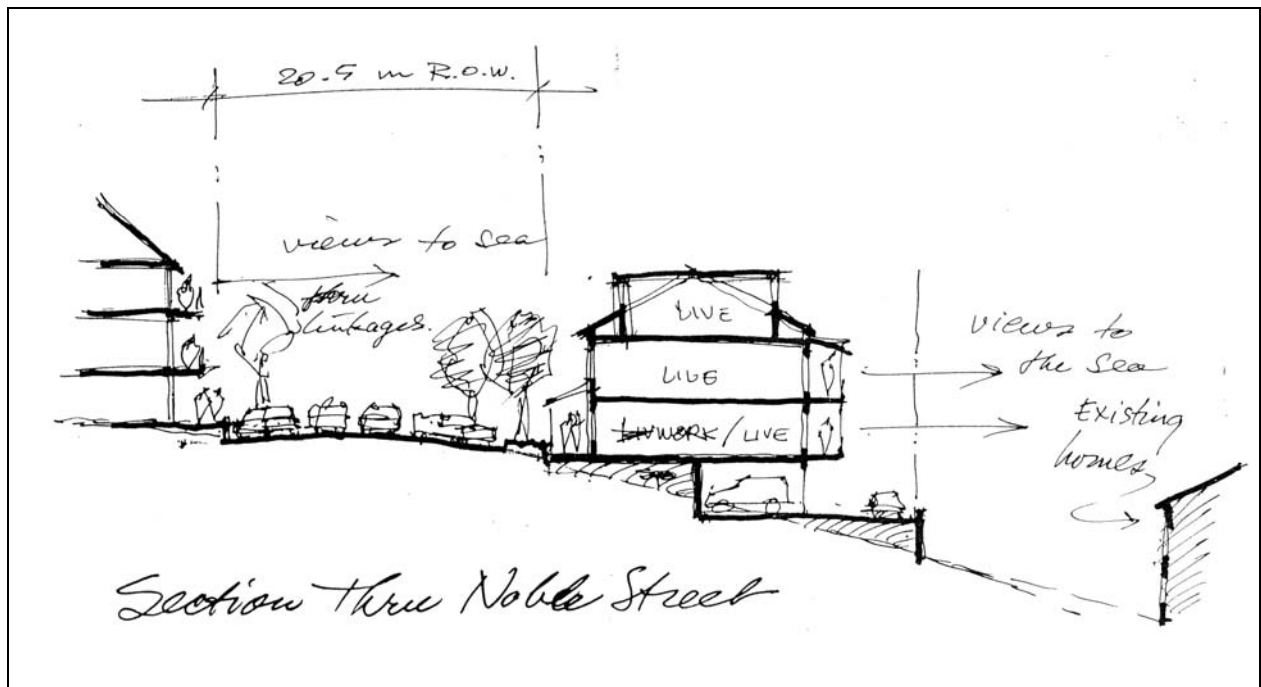 20.5 m R.O.W.
views to sea
thru
linkages.
LIVE
LIVE
WORK / LIVE
views to
the sea
Existing
homes
Section Thru Noble Street